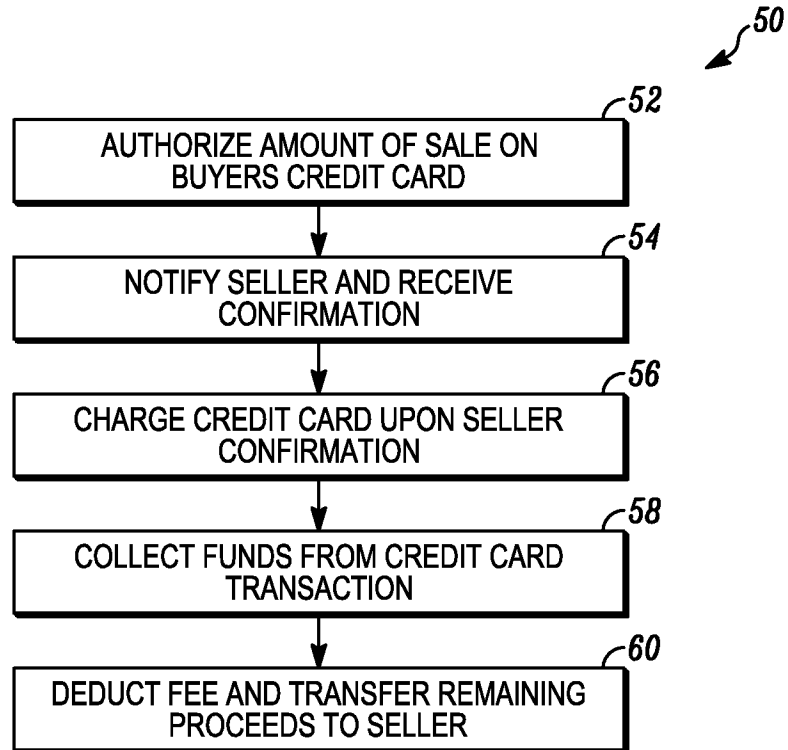 50
52
AUTHORIZE AMOUNT OF SALE ON
BUYERS CREDIT CARD
54
NOTIFY SELLER AND RECEIVE
CONFIRMATION
56
CHARGE CREDIT CARD UPON SELLER
CONFIRMATION
58
COLLECT FUNDS FROM CREDIT CARD
TRANSACTION
60
DEDUCT FEE AND TRANSFER REMAINING
PROCEEDS TO SELLER